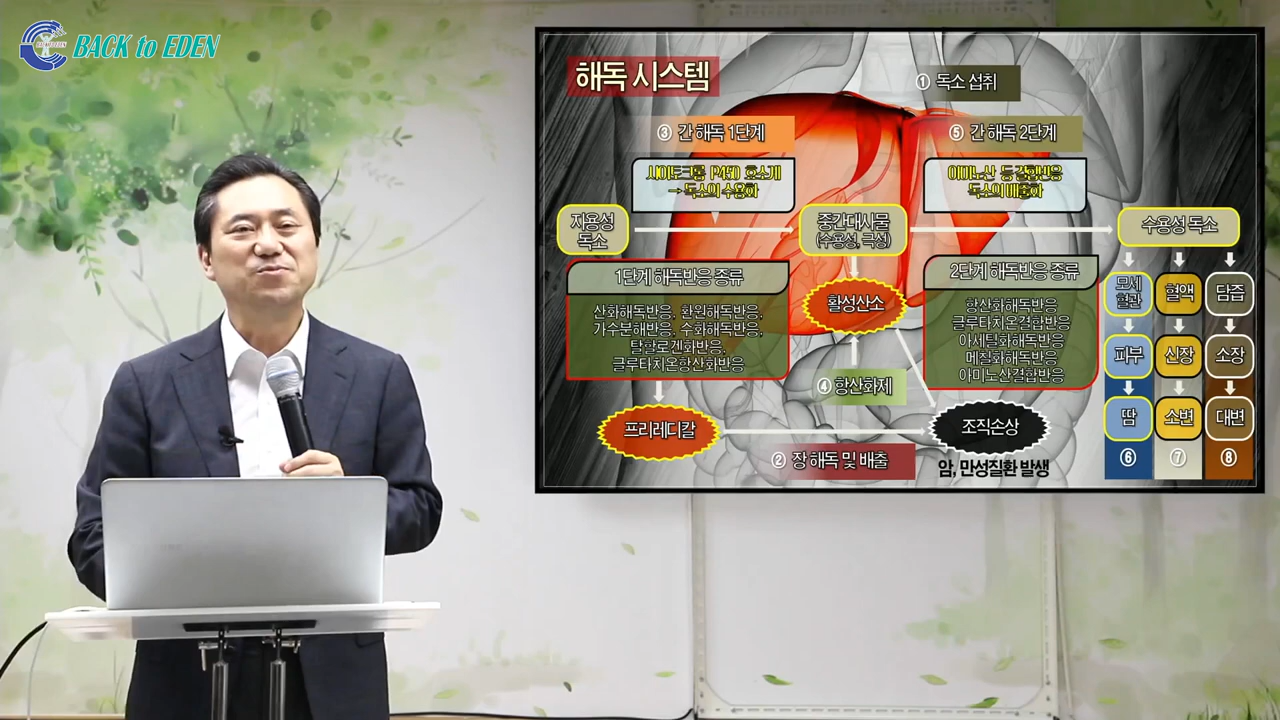 BACK to EDEN
해독 시스템
① 독소 섭취
③ 간 해독 1단계
⑤ 간 해독 2단계
사이토크롬 P450 효소계
→ 독소의 수용화
아미노산 등 결합반응
독소의 배출화
지용성
독소
중간대사물
(수용성, 극성)
수용성 독소
1단계 해독반응 종류
산화해독반응, 환원해독반응,
가수분해반응, 수화해독반응,
탈할로겐화반응,
글루타치온항산화반응
활성산소
2단계 해독반응 종류
항산화해독반응
글루타치온결합반응
아세틸화해독반응
메칠화해독반응
아미노산결합반응
모세
혈관
혈액
담즙
피부
신장
소장
④ 항산화제
프리래디칼
조직손상
땀
소변
대변
② 장 해독 및 배출
암, 만성질환 발생
⑥
⑦
⑧